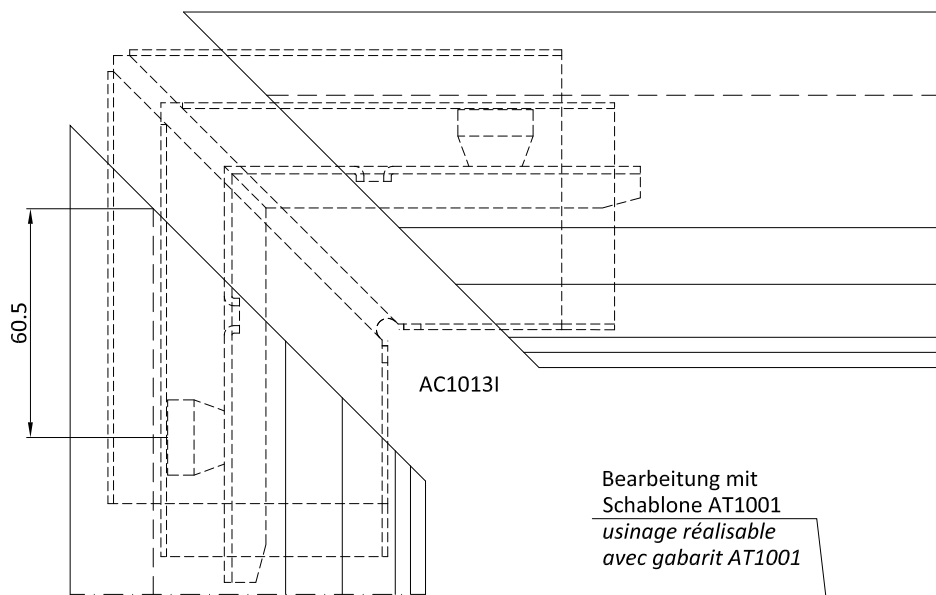 60.5
AC1013I
Bearbeitung mit
Schablone AT1001
usinage réalisable
avec gabarit AT1001